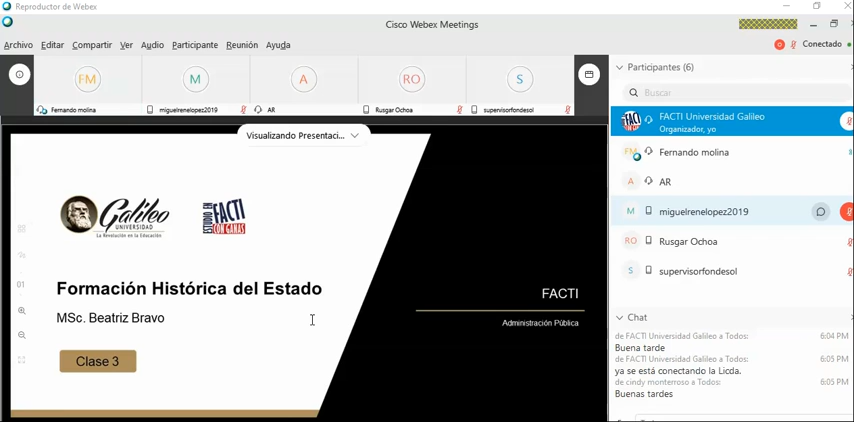 Reproductor de Webex
Cisco Webex Meetings
Archivo Editar Compartir Ver Audio Participante Reunión Ayuda
Conectado
FM M A RO S
Fernando molina miguelrenelopez2019 AR Rusgar Ochoa supervisorfondesol
Visualizando Presentaci...
Galileo
UNIVERSIDAD
La Revolución en la Educación
ESTUDIO EN
FACTI
CON GANAS
01
Formación Histórica del Estado
MSc. Beatriz Bravo
Clase 3
FACTI
Administración Pública
Participantes (6)
Buscar
FACTI Universidad Galileo
Organizador, yo
FM Fernando molina
A AR
M miguelrenelopez2019
RO Rusgar Ochoa
S supervisorfondesol
Chat
de FACTI Universidad Galileo a Todos: 6:04 PM
Buena tarde
de FACTI Universidad Galileo a Todos: 6:05 PM
ya se está conectando la Licda.
de cindy monterroso a Todos: 6:05 PM
Buenas tardes